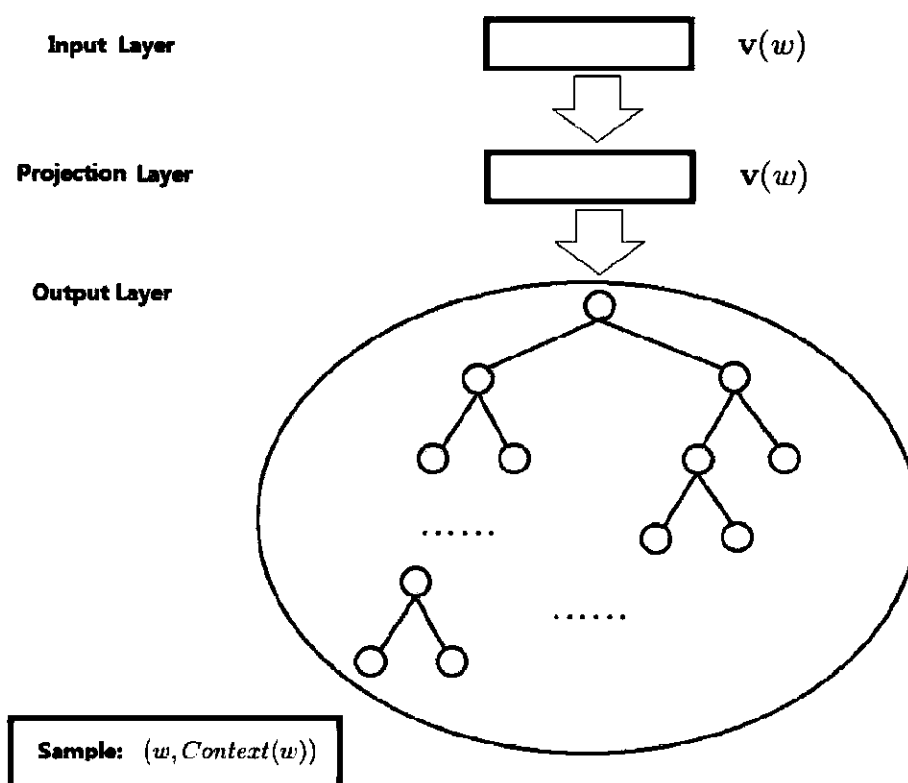 Input Layer
v(w)
Projection Layer
v(w)
Output Layer
......
......
Sample: (w, Context(w))